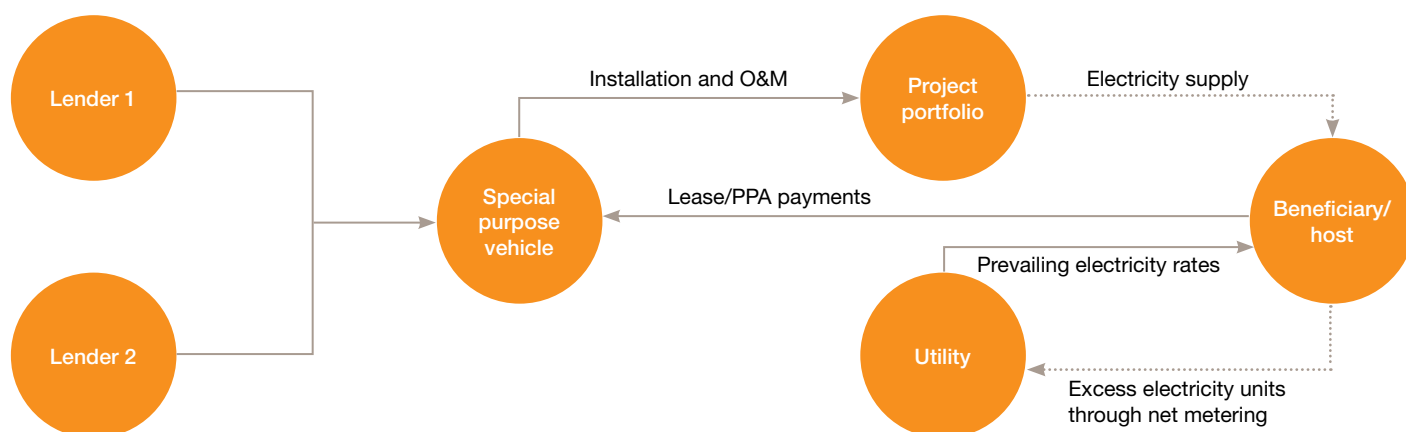 Lender 1
Installation and O&M
Project
portfolio
Electricity supply
Special
purpose
vehicle
Lease/PPA payments
Beneficiary/
host
Prevailing electricity rates
Lender 2
Utility
Excess electricity units
through net metering